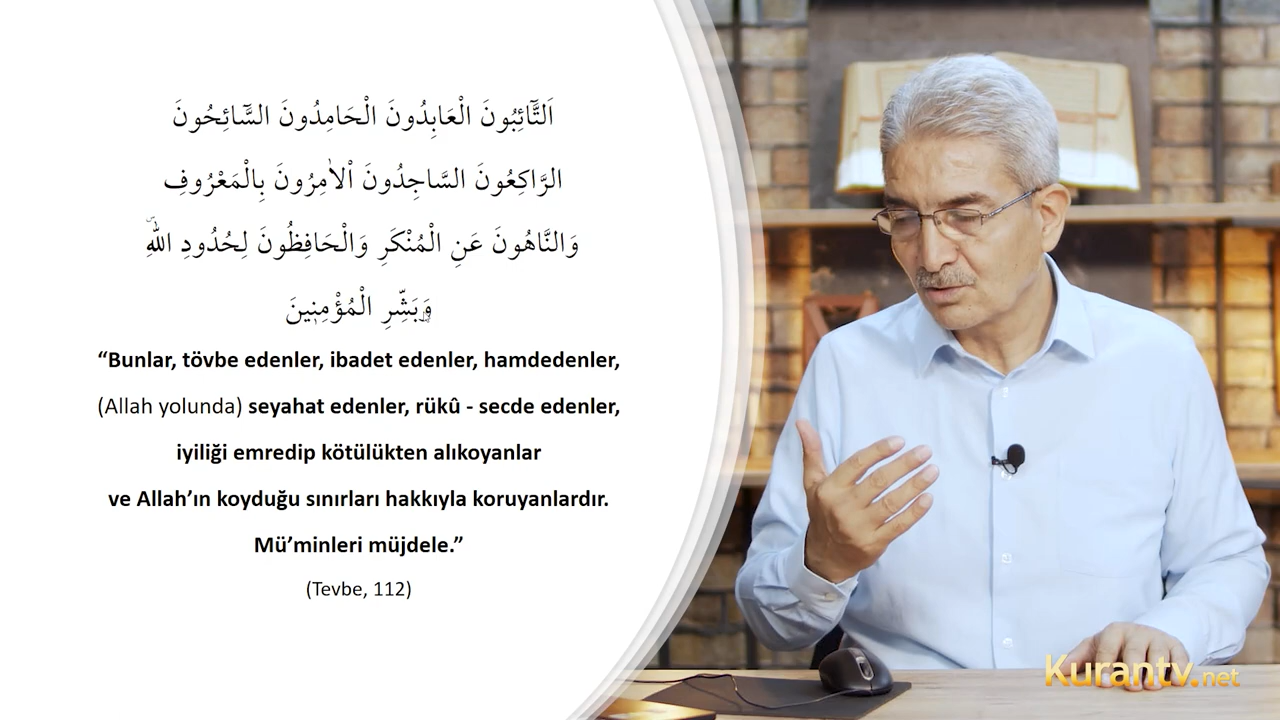 اَلتَّٓائِبُونَ الْعَابِدُونَ الْحَامِدُونَ السَّٓائِحُونَ
الرَّاكِعُونَ السَّاجِدُونَ اْلاٰمِرُونَ بِالْمَعْرُوفِ
وَالنَّاهُونَ عَنِ الْمُنْكَرِ وَالْحَافِظُونَ لِحُدُودِ اللّٰهِۜ
وَبَشِّرِ الْمُؤْمِن۪ينَ
“Bunlar, tövbe edenler, ibadet edenler, hamdedenler,
(Allah yolunda) seyahat edenler, rükû - secde edenler,
iyiliği emredip kötülükten alıkoyanlar
ve Allah’ın koyduğu sınırları hakkıyla koruyanlardır.
Mü’minleri müjdele.”
(Tevbe, 112)
Kurantv.net